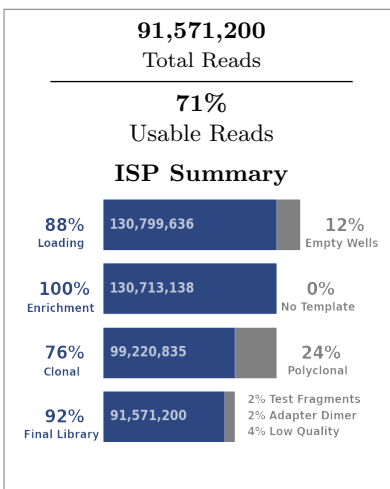 91,571,200
Total Reads
71%
Usable Reads
ISP Summary
88%
Loading
130,799,636
12%
Empty Wells
100%
Enrichment
130,713,138
0%
No Template
76%
Clonal
99,220,835
24%
Polyclonal
92%
Final Library
91,571,200
2% Test Fragments
2% Adapter Dimer
4% Low Quality